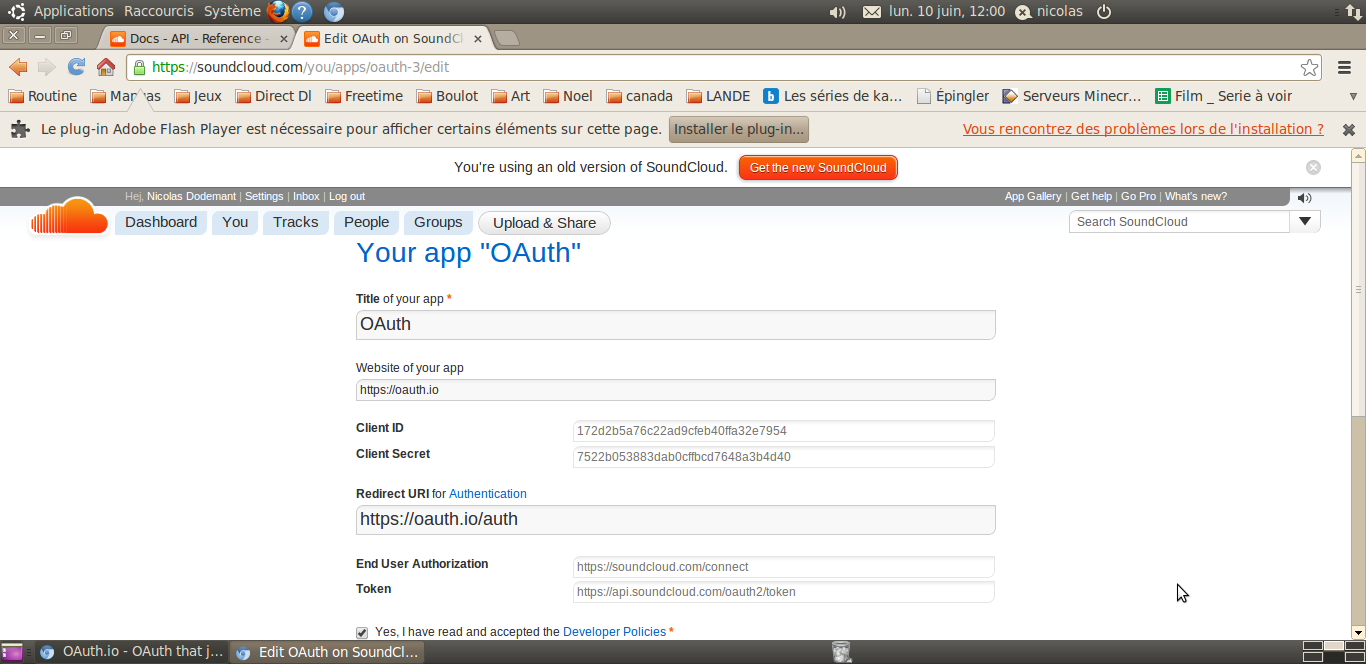 Applications Raccourcis Système ? lun. 10 juin, 12:00 nicolas
Docs - API - Reference - Edit OAuth on SoundCl
https://soundcloud.com/you/apps/oauth-3/edit
Routine Mangas Jeux Direct Dl Freetime Boulot Art Noel canada LANDE b Les séries de ka... Épingler Serveurs Minecr... Film _ Serie à voir
Le plug-in Adobe Flash Player est nécessaire pour afficher certains éléments sur cette page. Installer le plug-in... Vous rencontrez des problèmes lors de l'installation ?
You're using an old version of SoundCloud. Get the new SoundCloud
Hej, Nicolas Dodemant | Settings | Inbox | Log out App Gallery | Get help | Go Pro | What's new?
Dashboard You Tracks People Groups Upload & Share Search SoundCloud
Your app "OAuth"
Title of your app *
OAuth
Website of your app
https://oauth.io
Client ID 172d2b5a76c22ad9cfeb40ffa32e7954
Client Secret 7522b053883dab0cffbcd7648a3b4d40
Redirect URI for Authentication
https://oauth.io/auth
End User Authorization https://soundcloud.com/connect
Token https://api.soundcloud.com/oauth2/token
Yes, I have read and accepted the Developer Policies *
OAuth.io - OAuth that j... Edit OAuth on SoundCl...